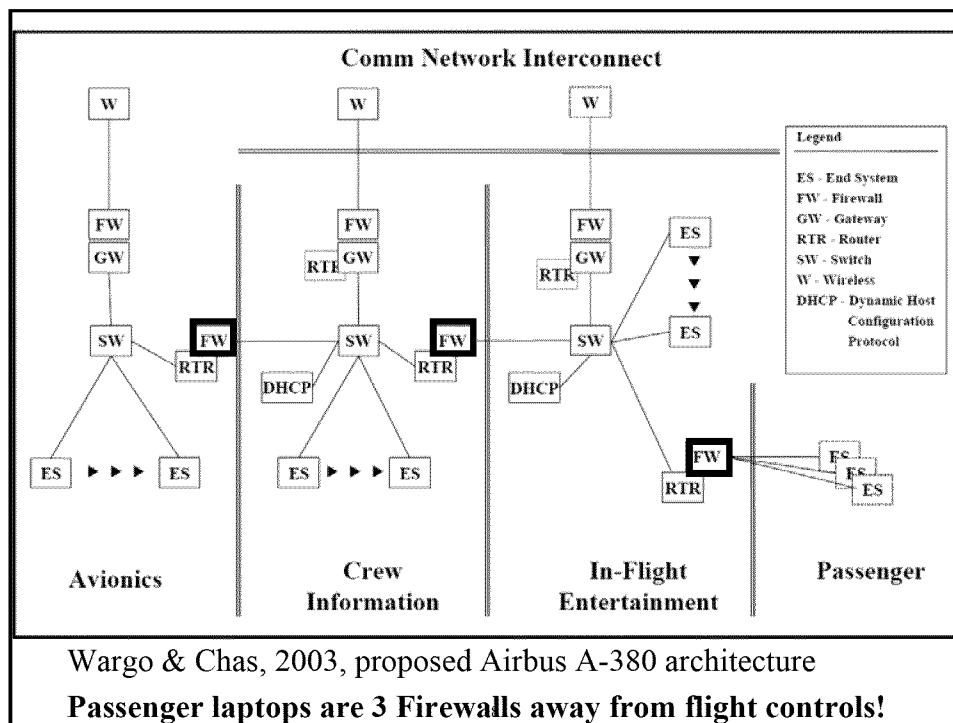 Comm Network Interconnect
W
W
W
Legend
ES - End System
FW - Firewall
GW - Gateway
RTR - Router
SW - Switch
W - Wireless
DHCP - Dynamic Host
Configuration
Protocol
FW
GW
FW
GW
RTR
FW
GW
RTR
ES
ES
SW
FW
RTR
SW
FW
RTR
DHCP
SW
DHCP
ES
ES
ES
ES
FW
RTR
ES
ES
ES
Avionics
Crew
Information
In-Flight
Entertainment
Passenger
Wargo & Chas, 2003, proposed Airbus A-380 architecture
Passenger laptops are 3 Firewalls away from flight controls!